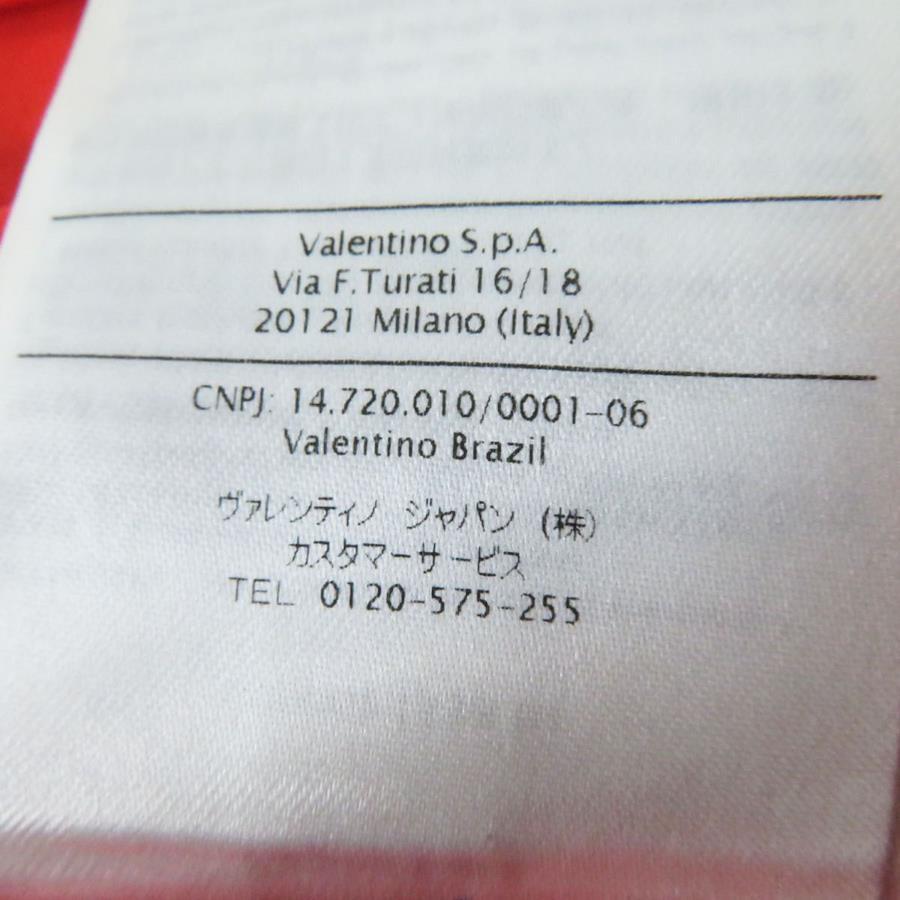 Valentino S.p.A.
Via F.Turati 16/18
20121 Milano (Italy)
CNPJ: 14.720.010/0001-06
Valentino Brazil
ヴァレンティノ ジャパン (株)
カスタマーサービス
TEL 0120-575-255